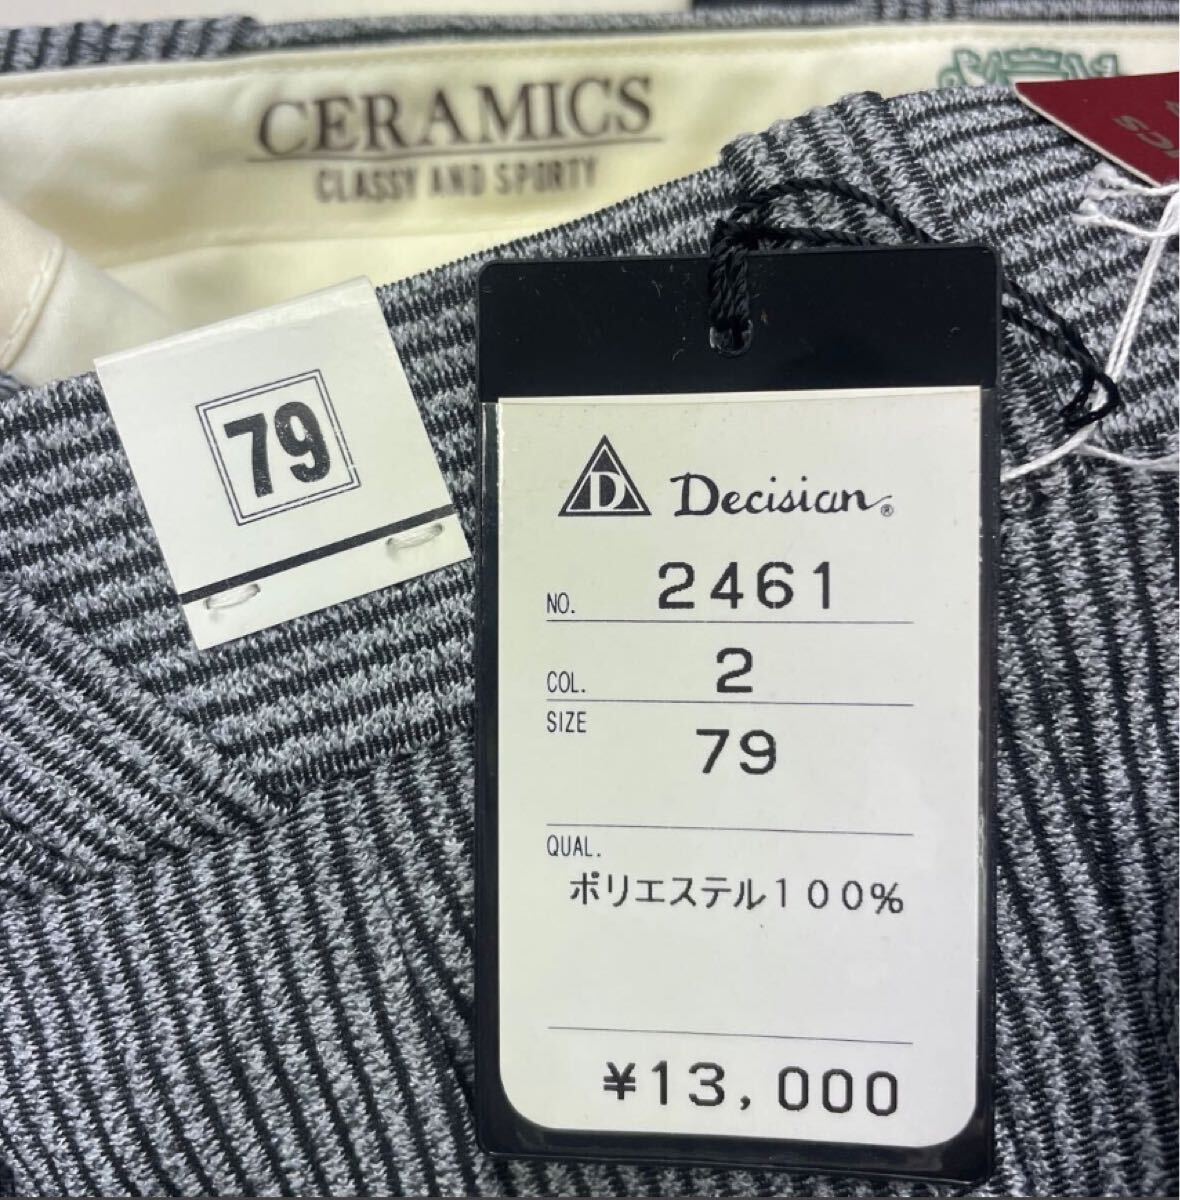 CERAMICS
CLASSY AND SPORTY
79
D Decisian®
NO. 2461
COL. 2
SIZE 79
QUAL.
ポリエステル100%
¥13,000